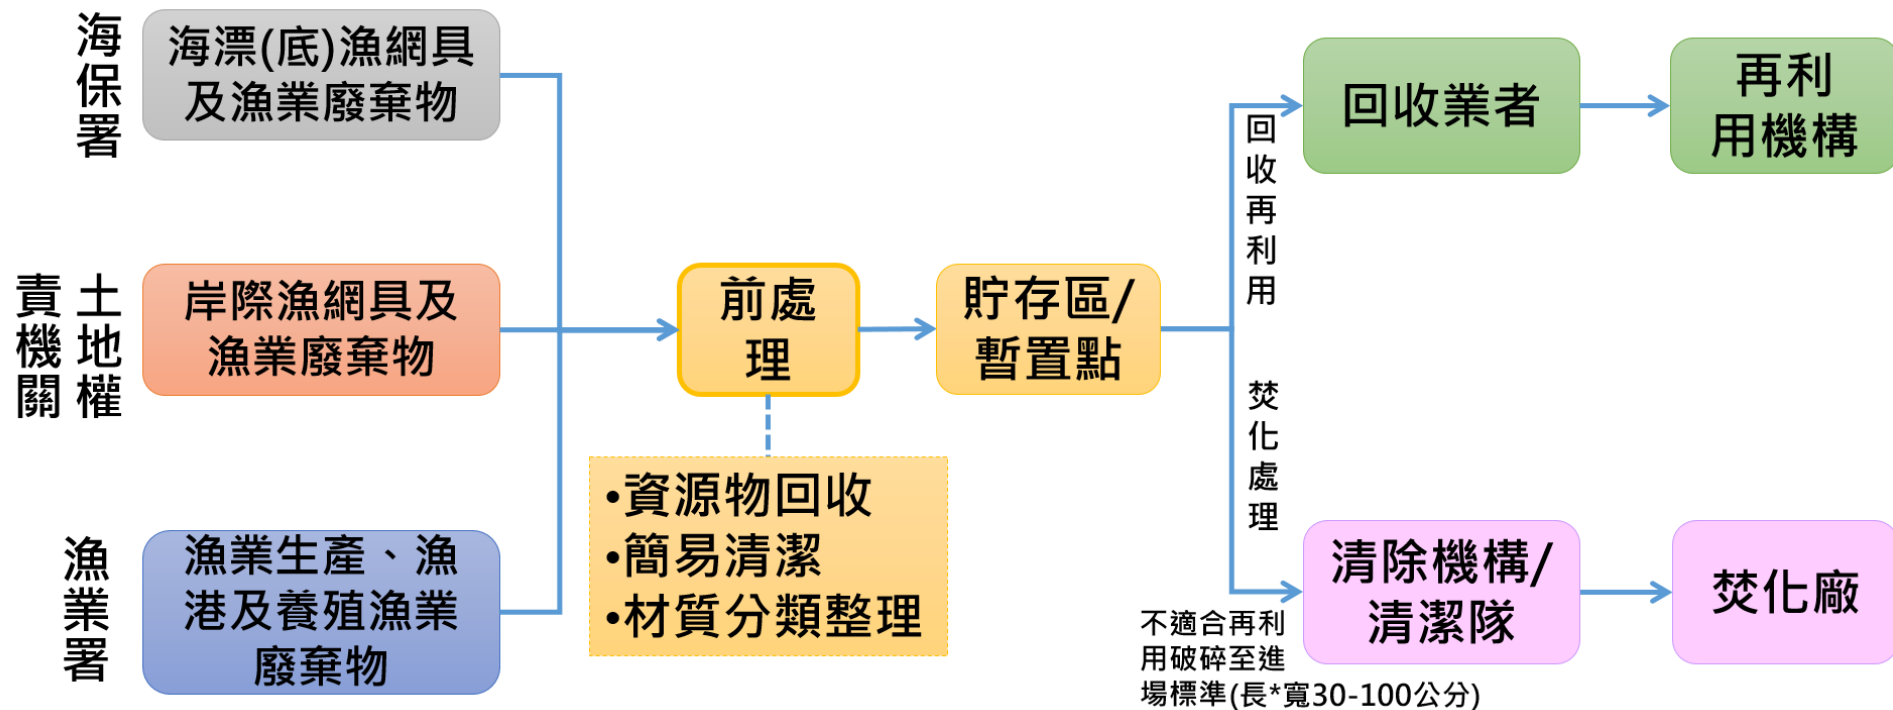 海保署
海漂(底)漁網具
及漁業廢棄物
土地權
責機關
岸際漁網具及
漁業廢棄物
漁業署
漁業生產、漁
港及養殖漁業
廢棄物
前處
理
•資源物回收
•簡易清潔
•材質分類整理
貯存區/
暫置點
回收再利用
回收業者
再利
用機構
焚化處理
不適合再利
用破碎至進
場標準(長*寬30-100公分)
清除機構/
清潔隊
焚化廠